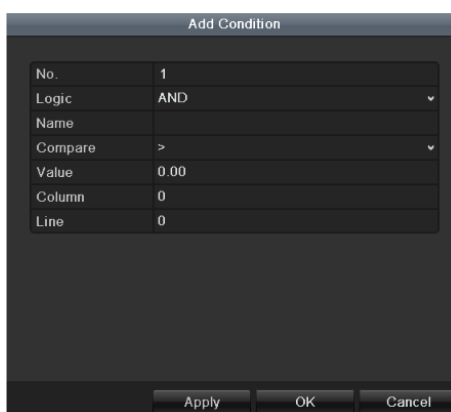 Add Condition
No. 1
Logic AND
Name
Compare >
Value 0.00
Column 0
Line 0
Apply OK Cancel